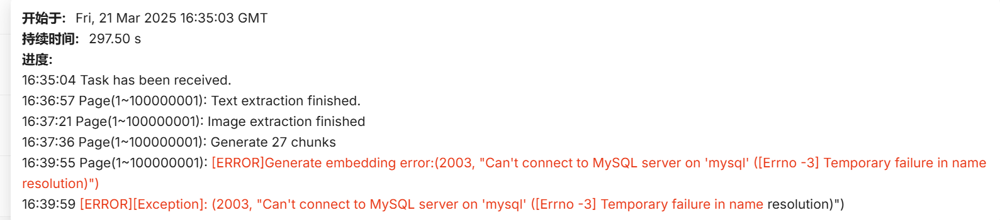 开始于: Fri, 21 Mar 2025 16:35:03 GMT
持续时间: 297.50 s
进度:
16:35:04 Task has been received.
16:36:57 Page(1~100000001): Text extraction finished.
16:37:21 Page(1~100000001): Image extraction finished
16:37:36 Page(1~100000001): Generate 27 chunks
16:39:55 Page(1~100000001): [ERROR]Generate embedding error:(2003, "Can't connect to MySQL server on 'mysql' ([Errno -3] Temporary failure in name
resolution)")
16:39:59 [ERROR][Exception]: (2003, "Can't connect to MySQL server on 'mysql' ([Errno -3] Temporary failure in name resolution)")